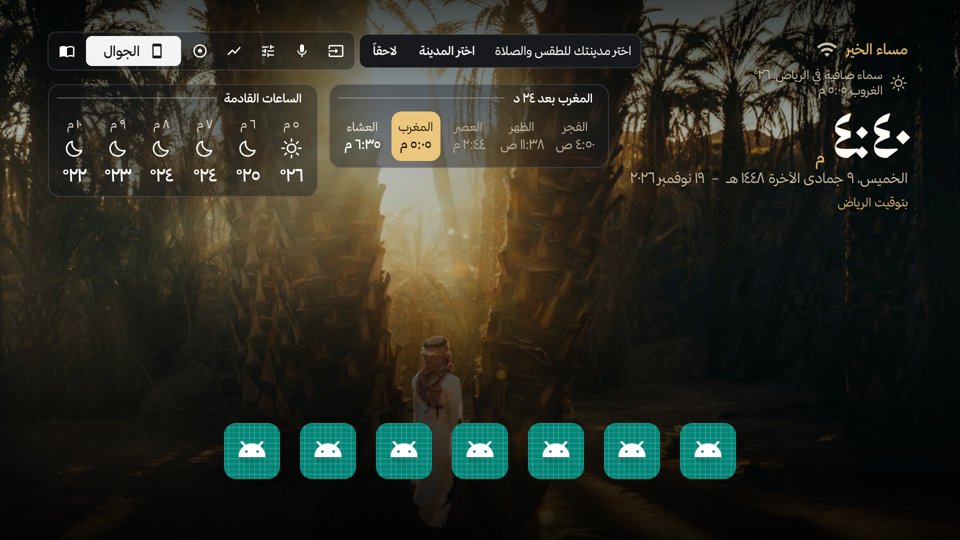 مساء الخير
سماء صافية في الرياض، ٢٦°
الغروب ٥:٠٥ م
٤:٤٠ م
الخميس، ٩ جمادى الآخرة ١٤٤٨ هـ – ١٩ نوفمبر ٢٠٢٦
بتوقيت الرياض
اختر مدينتك للطقس والصلاة اختر المدينة لاحقاً
الجوال
المغرب بعد ٢٤ د
الفجر الظهر العصر المغرب العشاء
٤:٥٠ ص ١١:٣٨ ص ٢:٤٤ م ٥:٠٥ م ٦:٣٥ م
الساعات القادمة
٥ م ٦ م ٧ م ٨ م ٩ م ١٠ م
٢٦° ٢٥° ٢٤° ٢٤° ٢٣° ٢٢°